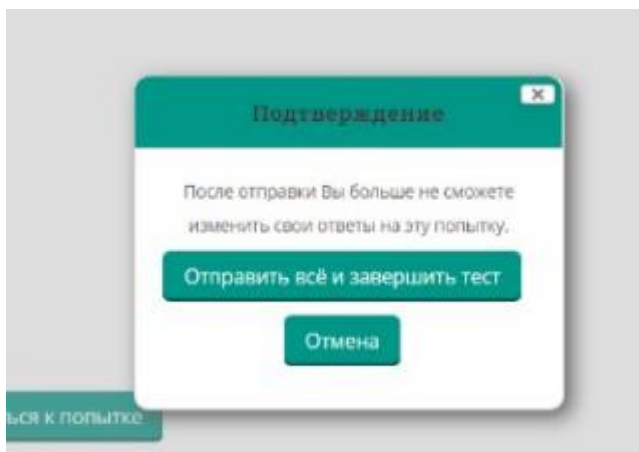 Подтверждение
После отправки Вы больше не сможете
изменить свои ответы на эту попытку.
Отправить всё и завершить тест
Отмена
ься к попытке